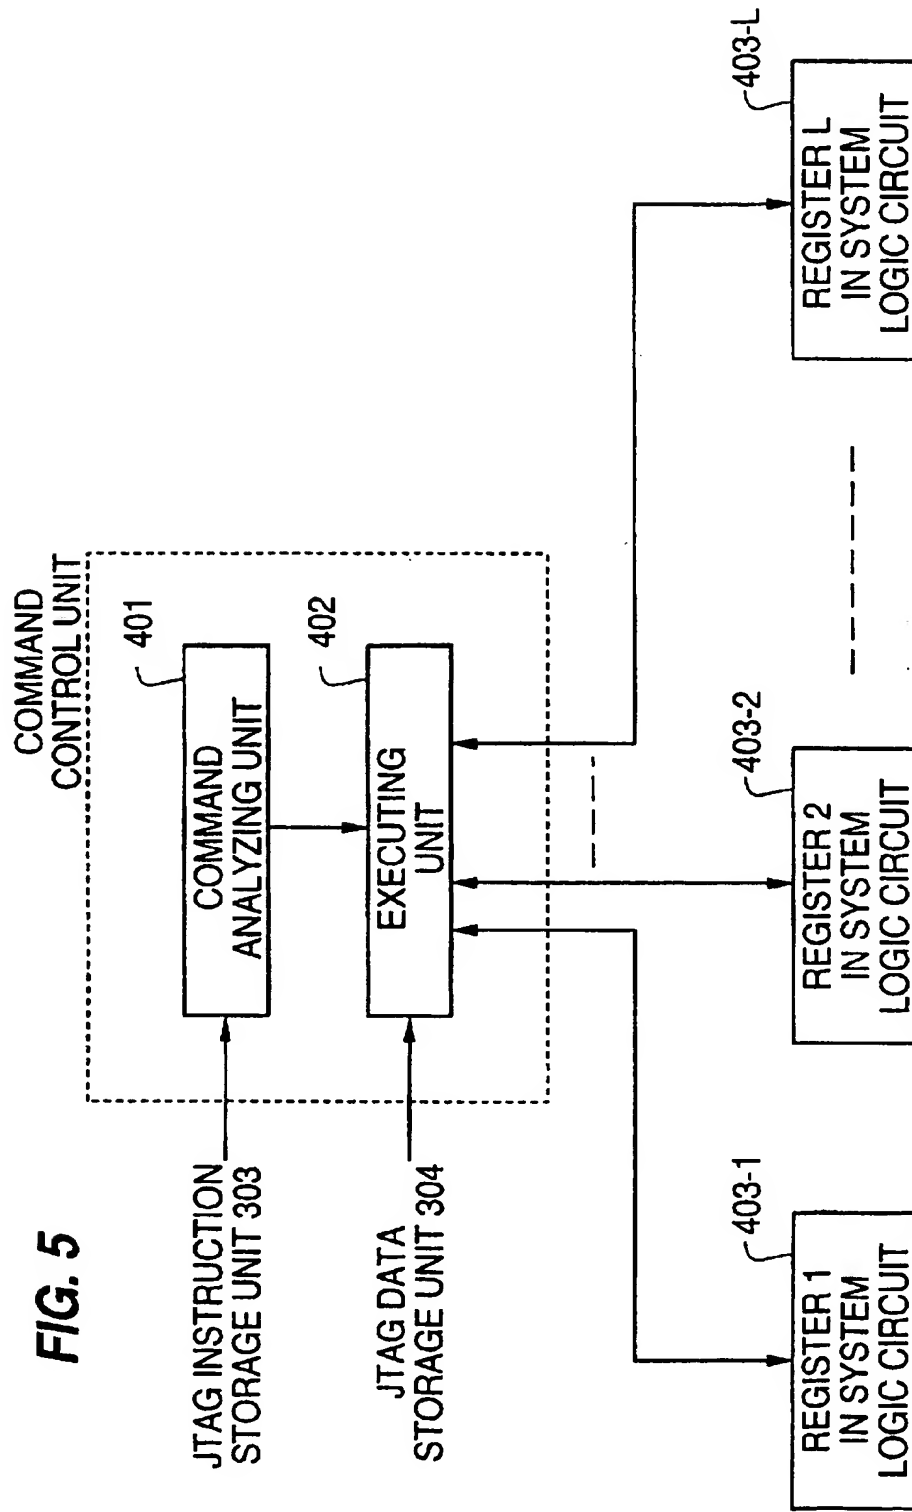 FIG. 5
COMMAND
CONTROL UNIT
JTAG INSTRUCTION
STORAGE UNIT 303
401
COMMAND
ANALYZING UNIT
JTAG DATA
STORAGE UNIT 304
402
EXECUTING
UNIT
403-1
REGISTER 1
IN SYSTEM
LOGIC CIRCUIT
403-2
REGISTER 2
IN SYSTEM
LOGIC CIRCUIT
403-L
REGISTER L
IN SYSTEM
LOGIC CIRCUIT